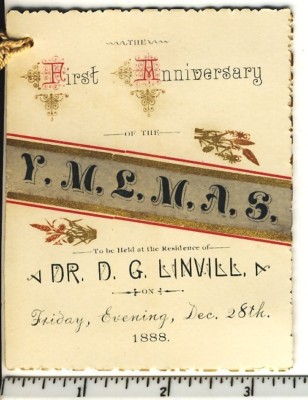 THE
First Anniversary
OF THE
Y. M. L. M. A. S.
To be Held at the Residence of
DR. D. G. LINVILL,
ON
Friday, Evening, Dec. 28th.
1888.
1 2 3